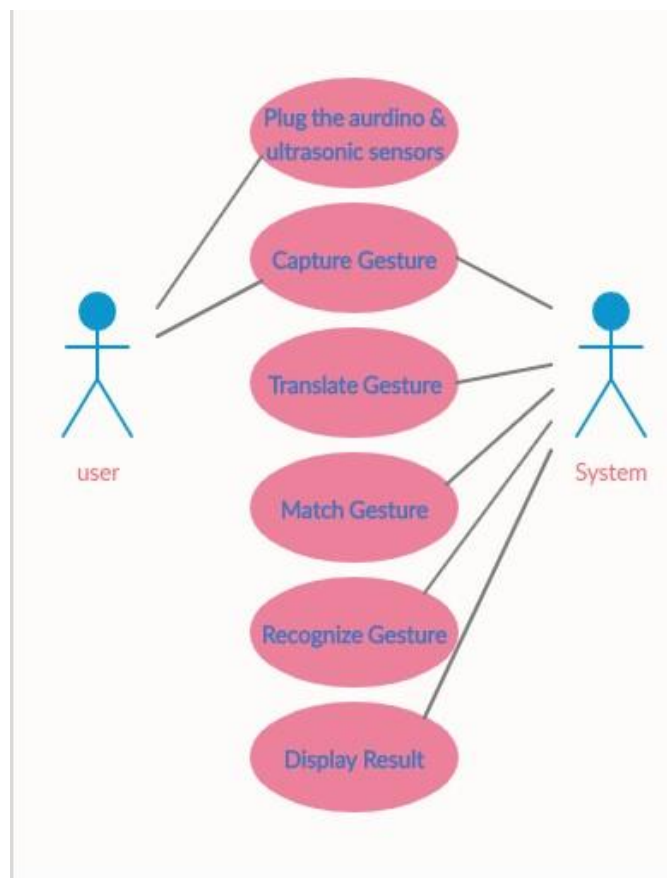 Plug the aurdino &
ultrasonic sensors
Capture Gesture
Translate Gesture
user
System
Match Gesture
Recognize Gesture
Display Result